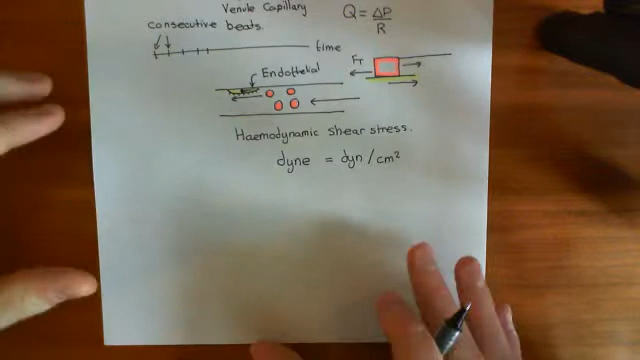 Venule Capillary
Q = ΔP/R
consecutive beats.
time
Endothelial
Fr
Haemodynamic shear stress.
dyne = dyn/cm²